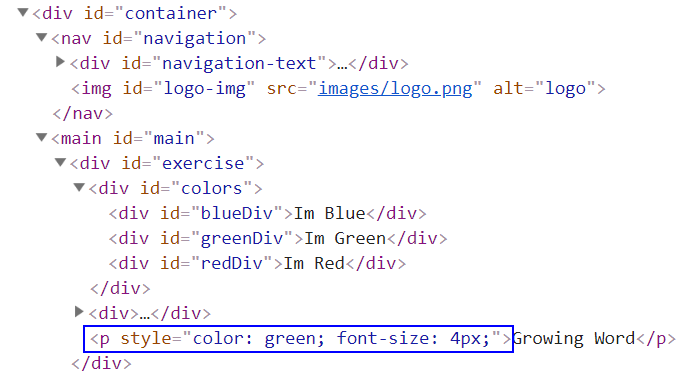 ▼<div id="container">
▼<nav id="navigation">
▶<div id="navigation-text">…</div>
<img id="logo-img" src="images/logo.png" alt="logo">
</nav>
▼<main id="main">
▼<div id="exercise">
▼<div id="colors">
<div id="blueDiv">Im Blue</div>
<div id="greenDiv">Im Green</div>
<div id="redDiv">Im Red</div>
</div>
▶<div>…</div>
<p style="color: green; font-size: 4px;">Growing Word</p>
</div>